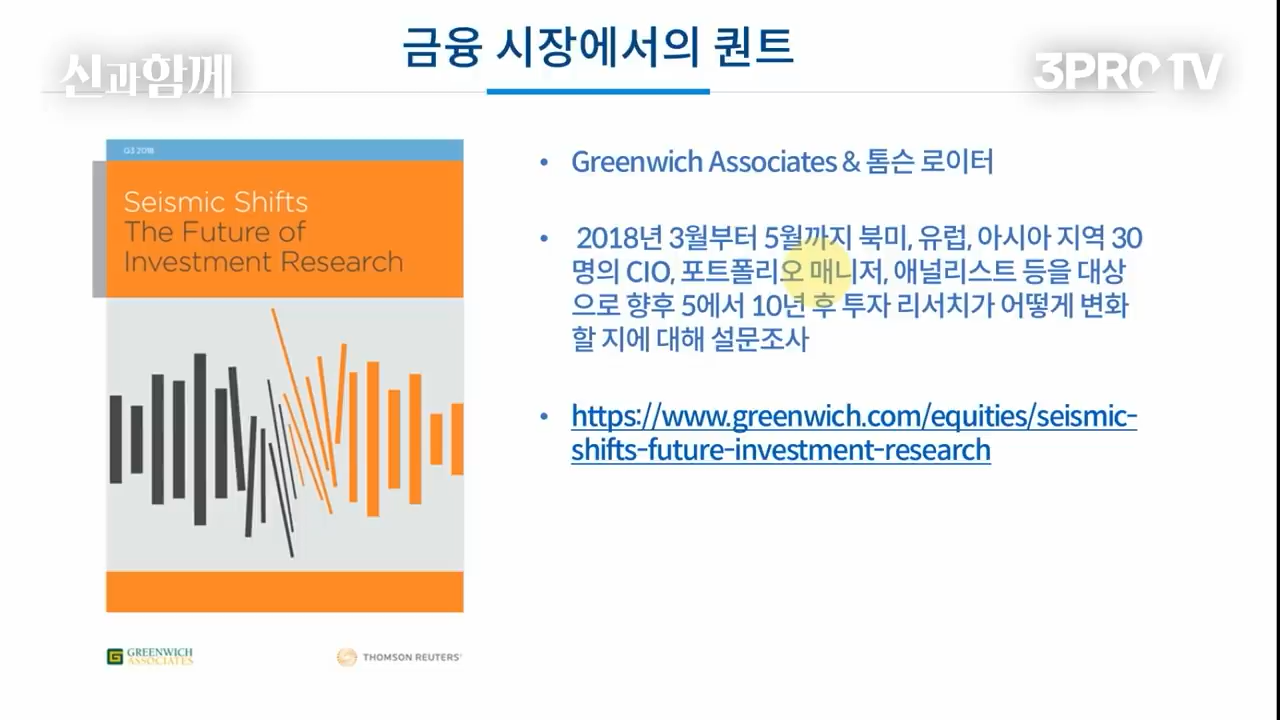 금융 시장에서의 퀀트
신과함께
3PROTV
Q3 2018
Seismic Shifts
The Future of
Investment Research
GREENWICH
ASSOCIATES
THOMSON REUTERS
• Greenwich Associates & 톰슨 로이터
• 2018년 3월부터 5월까지 북미, 유럽, 아시아 지역 30
명의 CIO, 포트폴리오 매니저, 애널리스트 등을 대상
으로 향후 5에서 10년 후 투자 리서치가 어떻게 변화
할 지에 대해 설문조사
• https://www.greenwich.com/equities/seismic-
shifts-future-investment-research